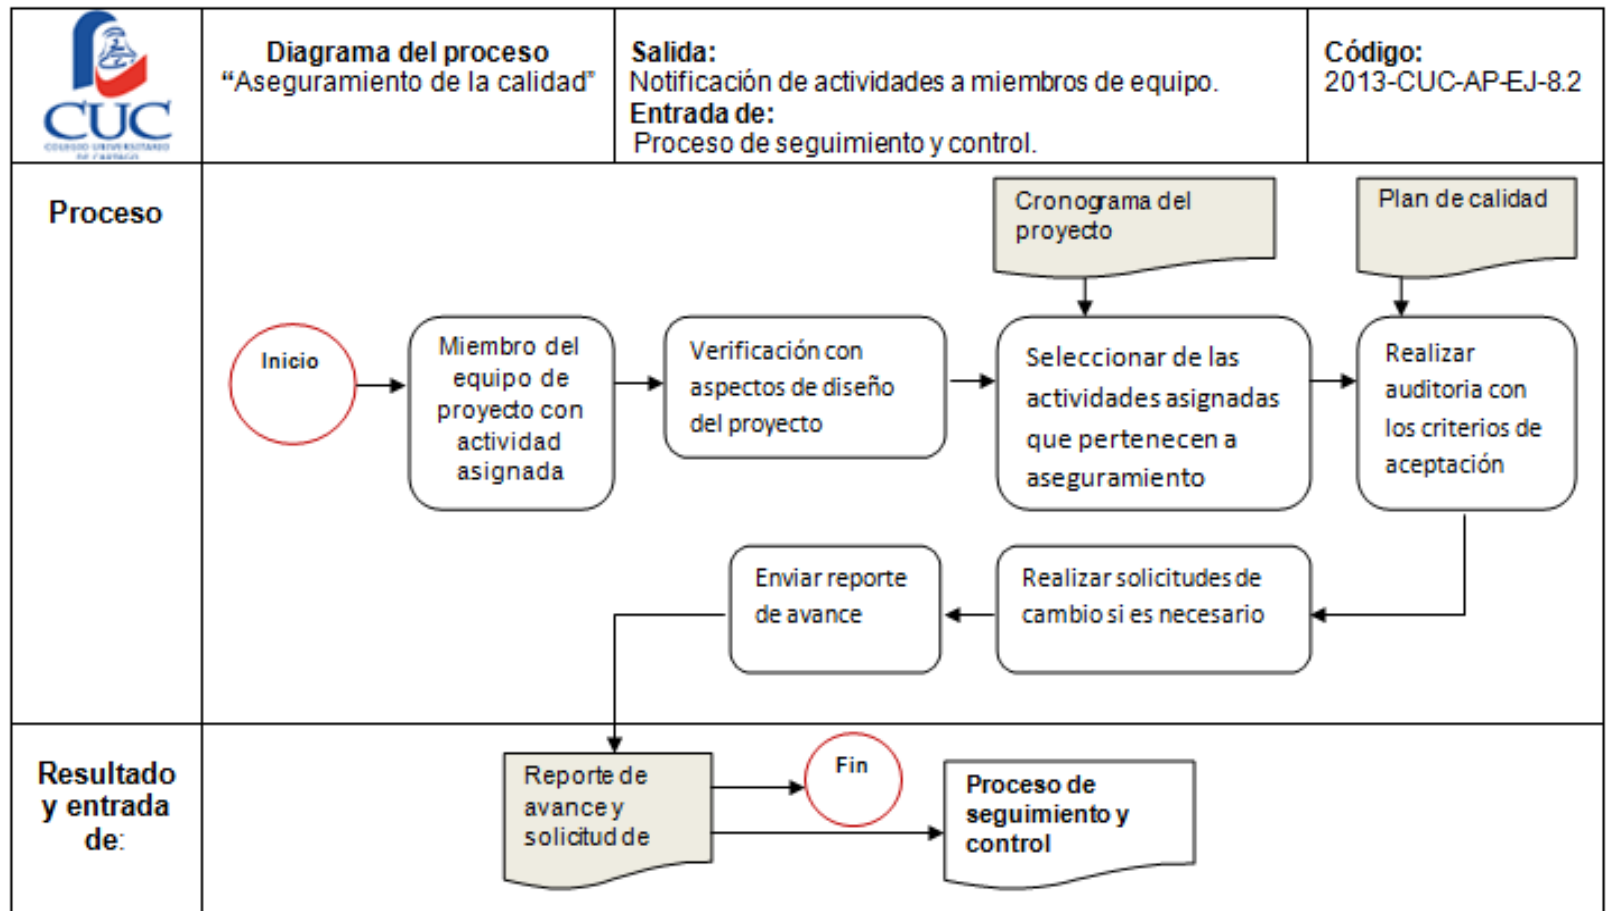 CUC
COLEGIO UNIVERSITARIO
DE CARTAGO
Diagrama del proceso
“Aseguramiento de la calidad”
Salida:
Notificación de actividades a miembros de equipo.
Entrada de:
Proceso de seguimiento y control.
Código:
2013-CUC-AP-EJ-8.2
Proceso
Cronograma del
proyecto
Plan de calidad
Inicio
Miembro del
equipo de
proyecto con
actividad
asignada
Verificación con
aspectos de diseño
del proyecto
Seleccionar de las
actividades asignadas
que pertenecen a
aseguramiento
Realizar
auditoria con
los criterios de
aceptación
Enviar reporte
de avance
Realizar solicitudes de
cambio si es necesario
Resultado
y entrada
de:
Reporte de
avance y
solicitud de
Fin
Proceso de
seguimiento y
control